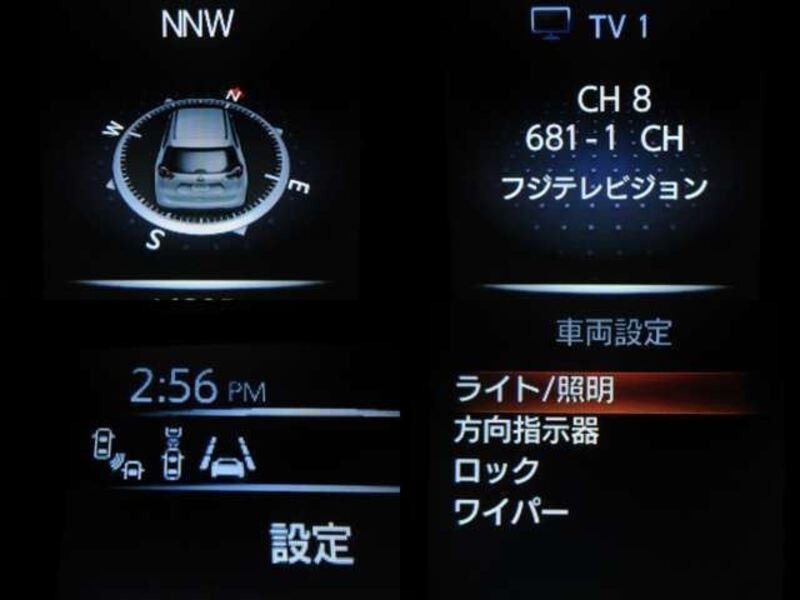 NNW
N
W
E
S
TV 1
CH 8
681-1 CH
フジテレビジョン
2:56 PM
設定
車両設定
ライト/照明
方向指示器
ロック
ワイパー